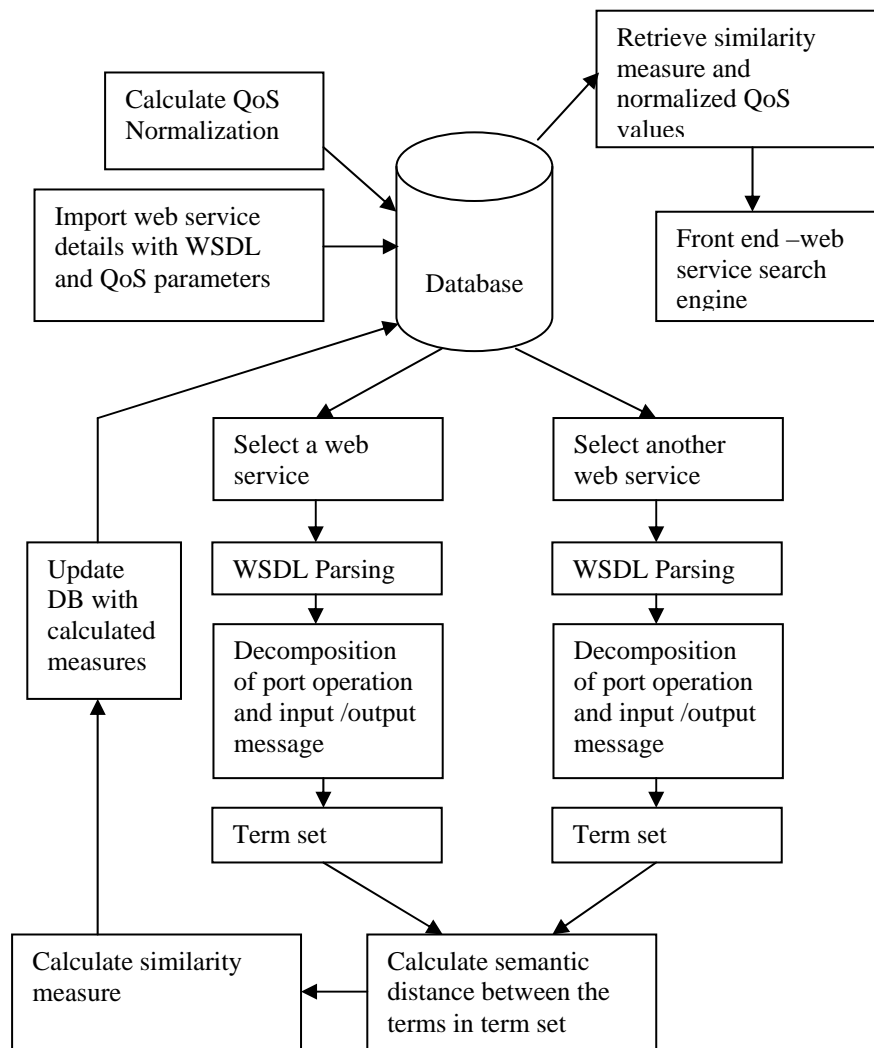 Retrieve similarity
measure and
normalized QoS
values
Calculate QoS
Normalization
Import web service
details with WSDL
and QoS parameters
Front end –web
service search
engine
Database
Select a web
service
Select another
web service
WSDL Parsing
WSDL Parsing
Update
DB with
calculated
measures
Decomposition
of port operation
and input /output
message
Decomposition
of port operation
and input /output
message
Term set
Term set
Calculate similarity
measure
Calculate semantic
distance between the
terms in term set